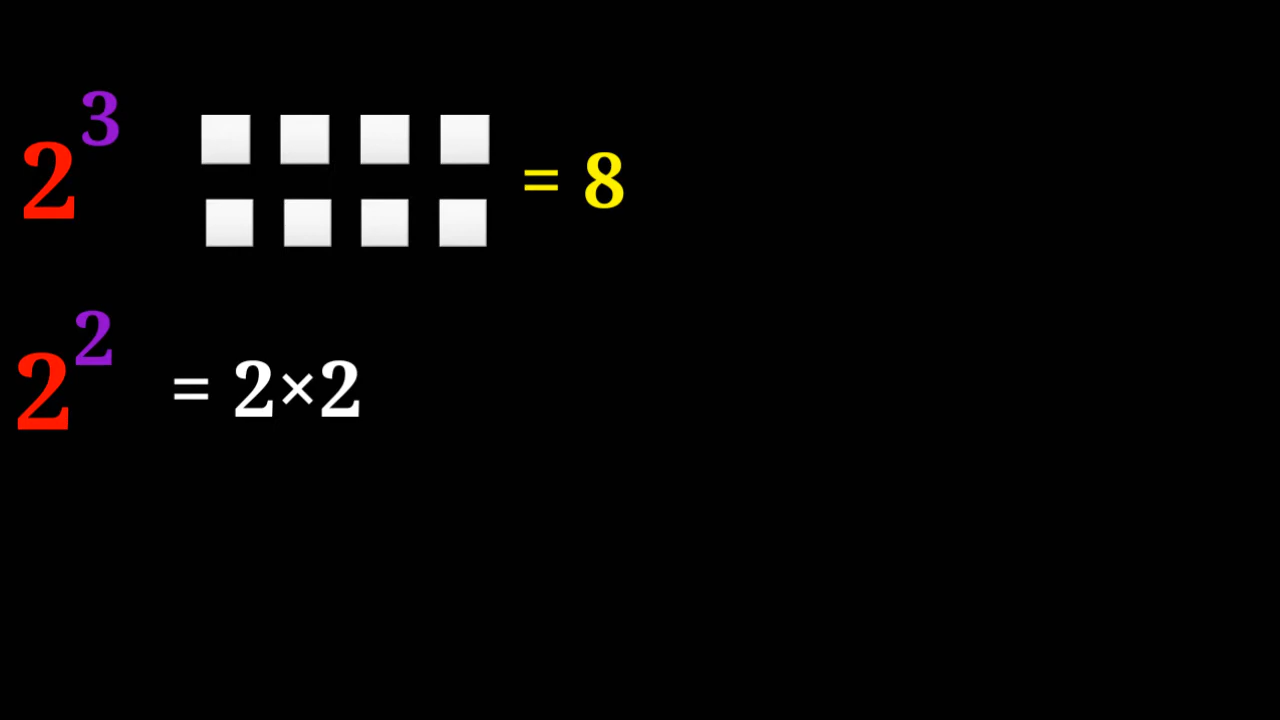 2³ = 8
2² = 2×2